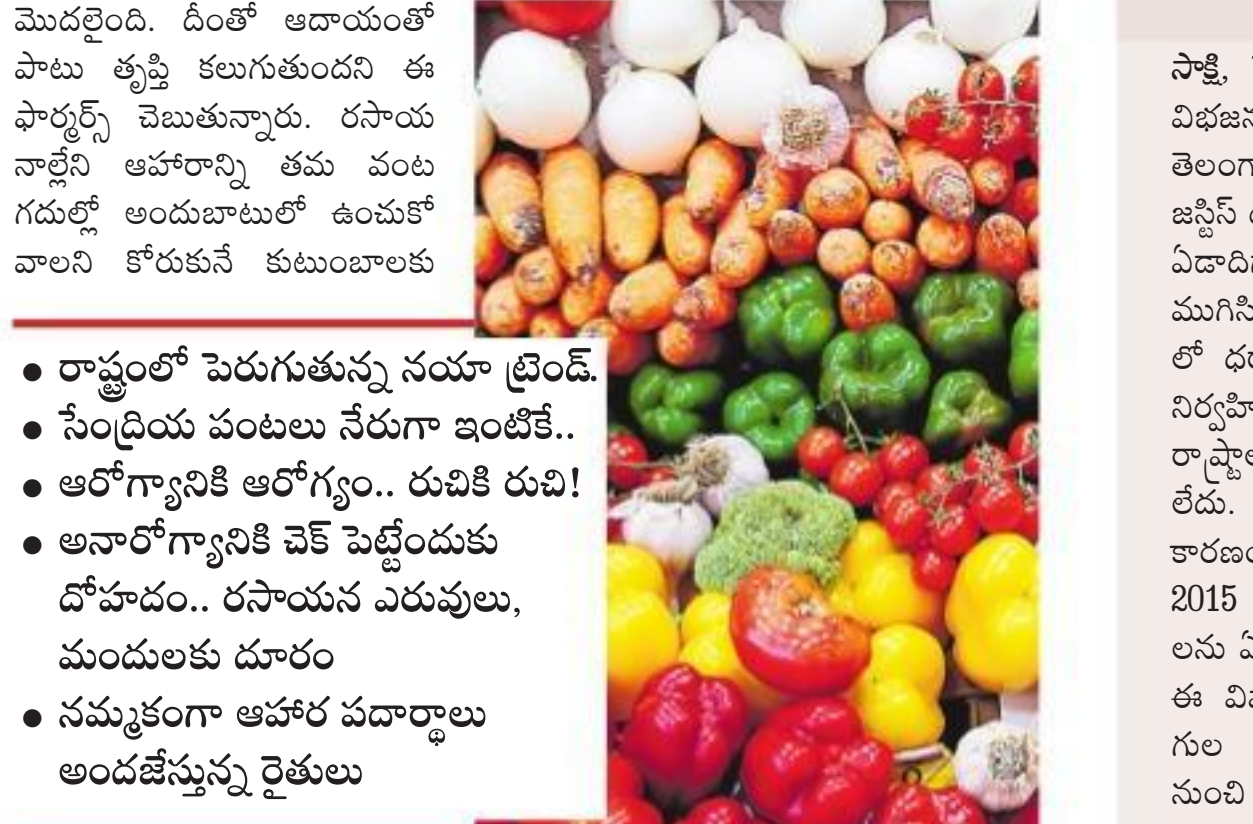 మొదలైంది. దీంతో ఆదాయంతో
పాటు తృప్తి కలుగుతుందని ఈ
ఫార్మర్స్ చెబుతున్నారు. రసాయ
నాల్లేని ఆహారాన్ని తమ వంట
గదుల్లో అందుబాటులో ఉంచుకో
వాలని కోరుకునే కుటుంబాలకు
● రాష్ట్రంలో పెరుగుతున్న నయా ట్రెండ్.
● సేంద్రియ పంటలు నేరుగా ఇంటికే..
● ఆరోగ్యానికి ఆరోగ్యం.. రుచికి రుచి!
● అనారోగ్యానికి చెక్ పెట్టేందుకు
దోహదం.. రసాయన ఎరువులు,
మందులకు దూరం
● నమ్మకంగా ఆహార పదార్థాలు
అందజేస్తున్న రైతులు
సాక్షి,
విభజన
తెలంగా
జస్టిస్
ఏడాది
ముగిసి
లో
నిర్వహి
రాష్ట్రాల
లేదు.
కారణం
2015
లను
ఈ
గుల
నుంచి